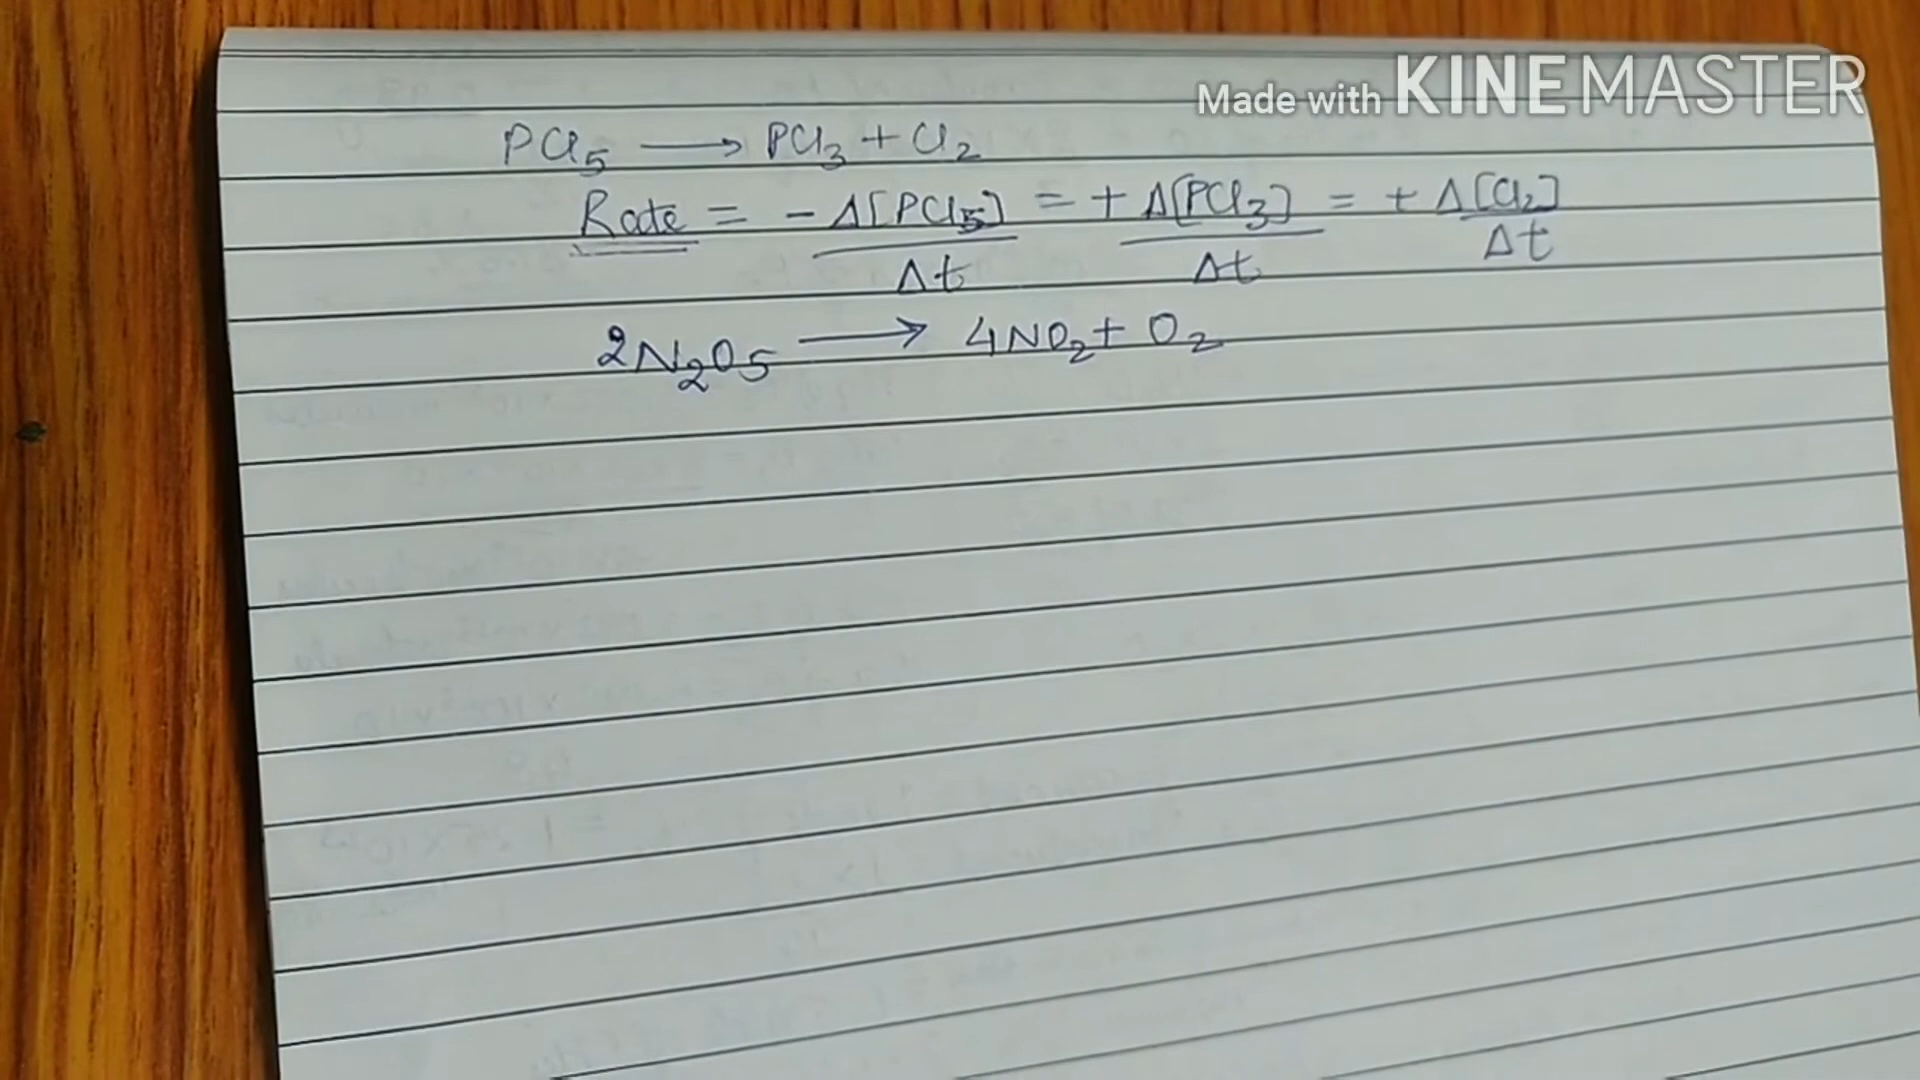 Made with KINEMASTER
PCl5 ⟶ PCl3 + Cl2
Rate = - Δ[PCl5]/Δt = + Δ[PCl3]/Δt = + Δ[Cl2]/Δt
2N2O5 ⟶ 4NO2 + O2